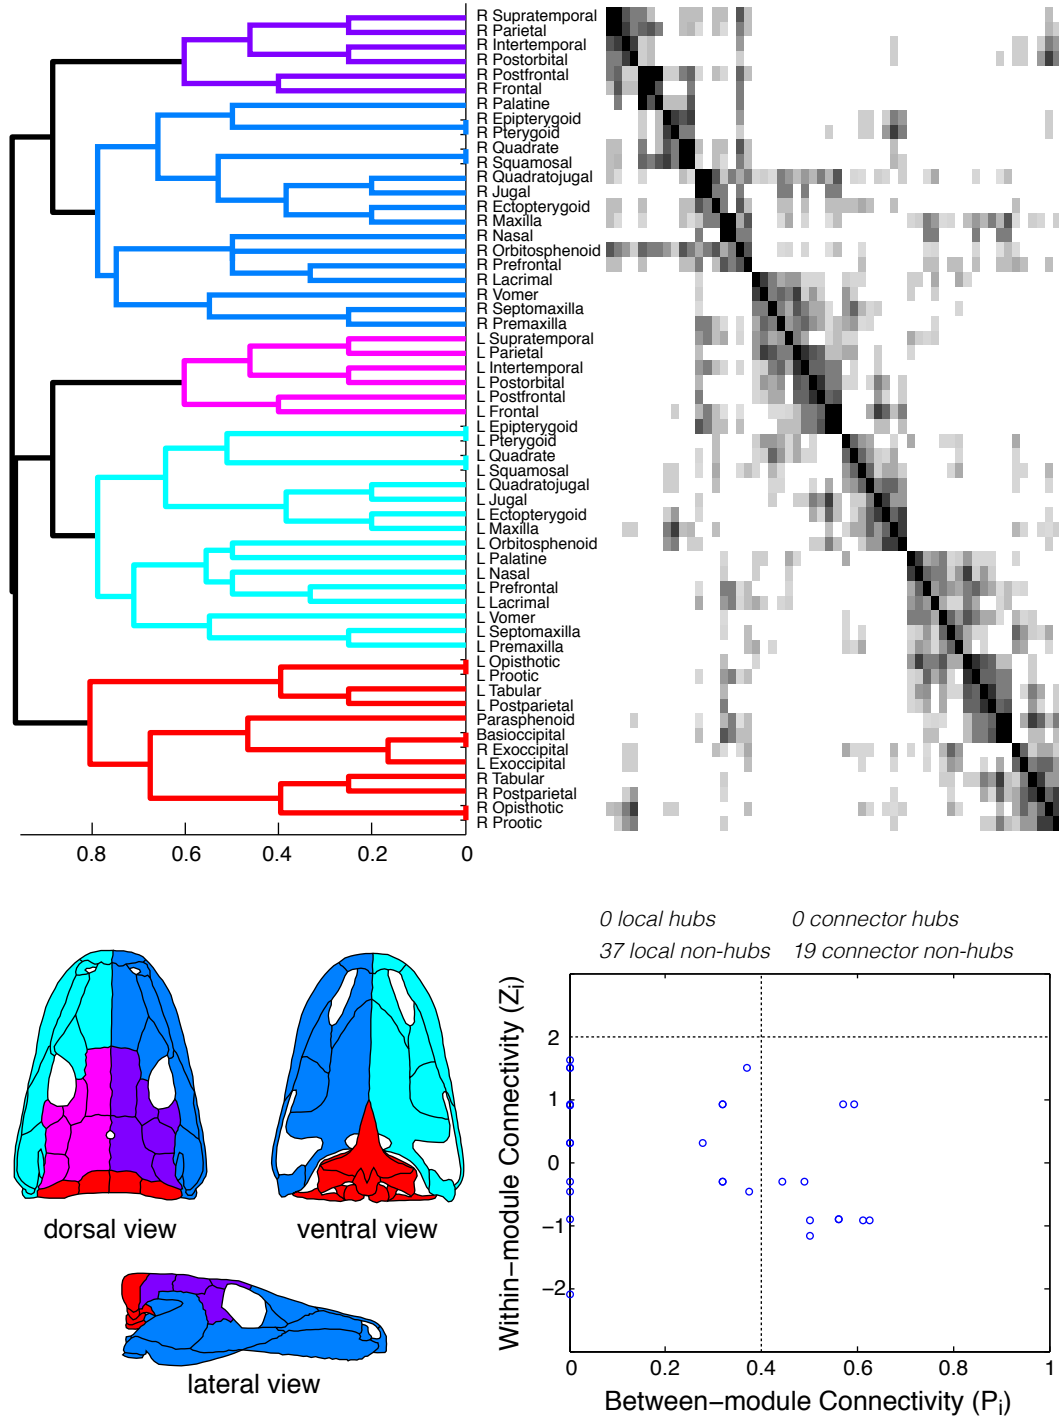 R Supratemporal
R Parietal
R Intertemporal
R Postorbital
R Postfrontal
R Frontal
R Palatine
R Epipterygoid
R Pterygoid
R Quadrate
R Squamosal
R Quadratojugal
R Jugal
R Ectopterygoid
R Maxilla
R Nasal
R Orbitosphenoid
R Prefrontal
R Lacrimal
R Vomer
R Septomaxilla
R Premaxilla
L Supratemporal
L Parietal
L Intertemporal
L Postorbital
L Postfrontal
L Frontal
L Epipterygoid
L Pterygoid
L Quadrate
L Squamosal
L Quadratojugal
L Jugal
L Ectopterygoid
L Maxilla
L Orbitosphenoid
L Palatine
L Nasal
L Prefrontal
L Lacrimal
L Vomer
L Septomaxilla
L Premaxilla
L Opisthotic
L Prootic
L Tabular
L Postparietal
Parasphenoid
Basioccipital
R Exoccipital
L Exoccipital
R Tabular
R Postparietal
R Opisthotic
R Prootic
0.8 0.6 0.4 0.2 0
dorsal view
ventral view
lateral view
0 local hubs 0 connector hubs
37 local non-hubs 19 connector non-hubs
Within−module Connectivity (Zi)
2
1
0
−1
−2
0 0.2 0.4 0.6 0.8 1
Between−module Connectivity (Pi)